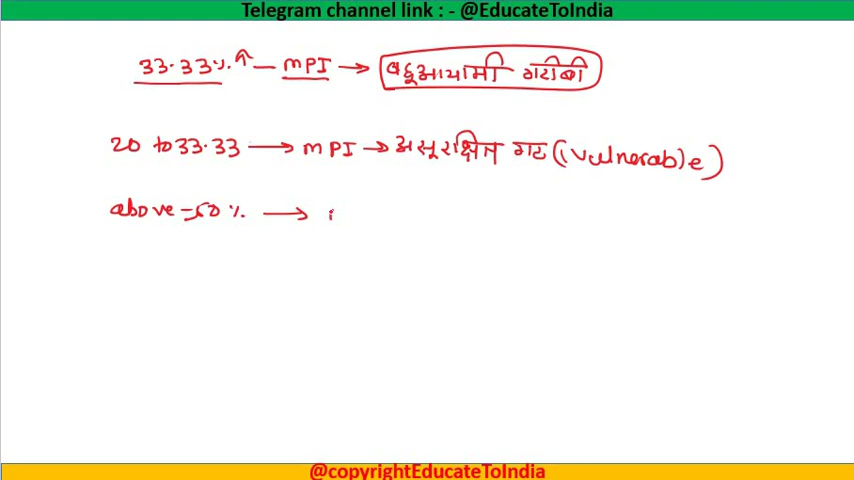 Telegram channel link : - @EducateToIndia
33.33%↑ — MPI → बहुआयामी गरीबी
20 to 33.33 → MPI → असूरक्षित गट (Vulnerable)
above - 50 % →
@copyrightEducateToIndia